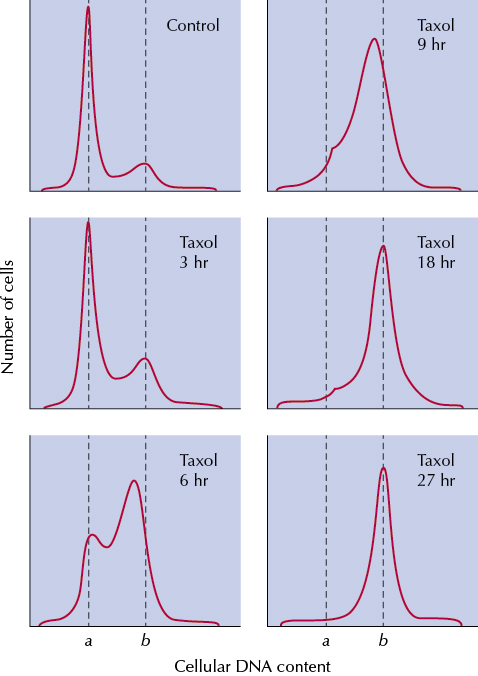 Control
Taxol
9 hr
Taxol
3 hr
Taxol
18 hr
Taxol
6 hr
Taxol
27 hr
Number of cells
a
b
a
b
Cellular DNA content